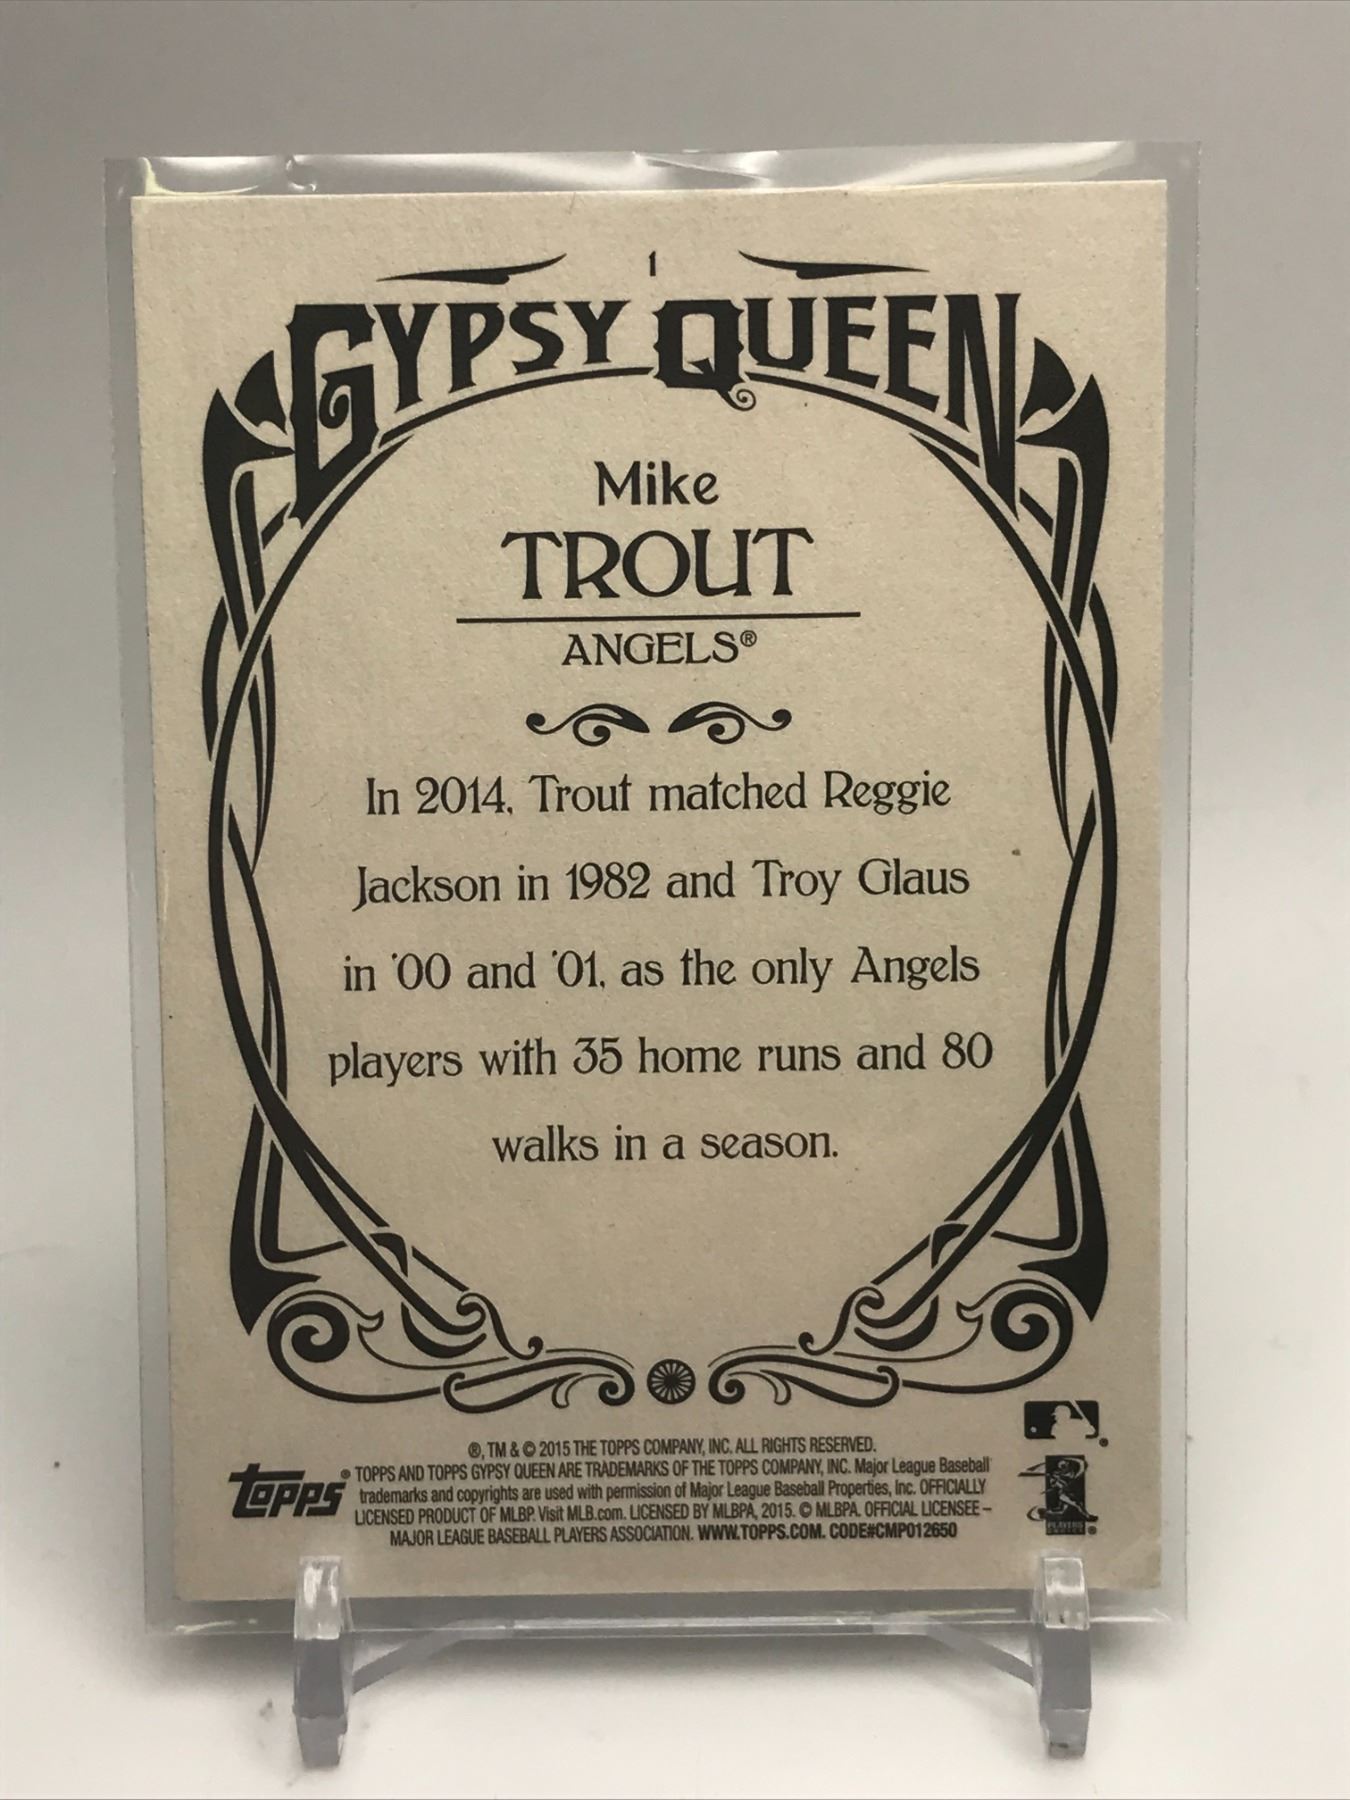 1
GYPSY QUEEN
Mike
TROUT
ANGELS®
In 2014, Trout matched Reggie
Jackson in 1982 and Troy Glaus
in '00 and '01, as the only Angels
players with 35 home runs and 80
walks in a season.
®, TM & © 2015 THE TOPPS COMPANY, INC. ALL RIGHTS RESERVED.
topps®
TOPPS AND TOPPS GYPSY QUEEN ARE TRADEMARKS OF THE TOPPS COMPANY, INC. Major League Baseball
trademarks and copyrights are used with permission of Major League Baseball Properties, Inc. OFFICIALLY
LICENSED PRODUCT OF MLBP. Visit MLB.com. LICENSED BY MLBPA, 2015. © MLBPA. OFFICIAL LICENSEE –
MAJOR LEAGUE BASEBALL PLAYERS ASSOCIATION. WWW.TOPPS.COM. CODE#CMP012650